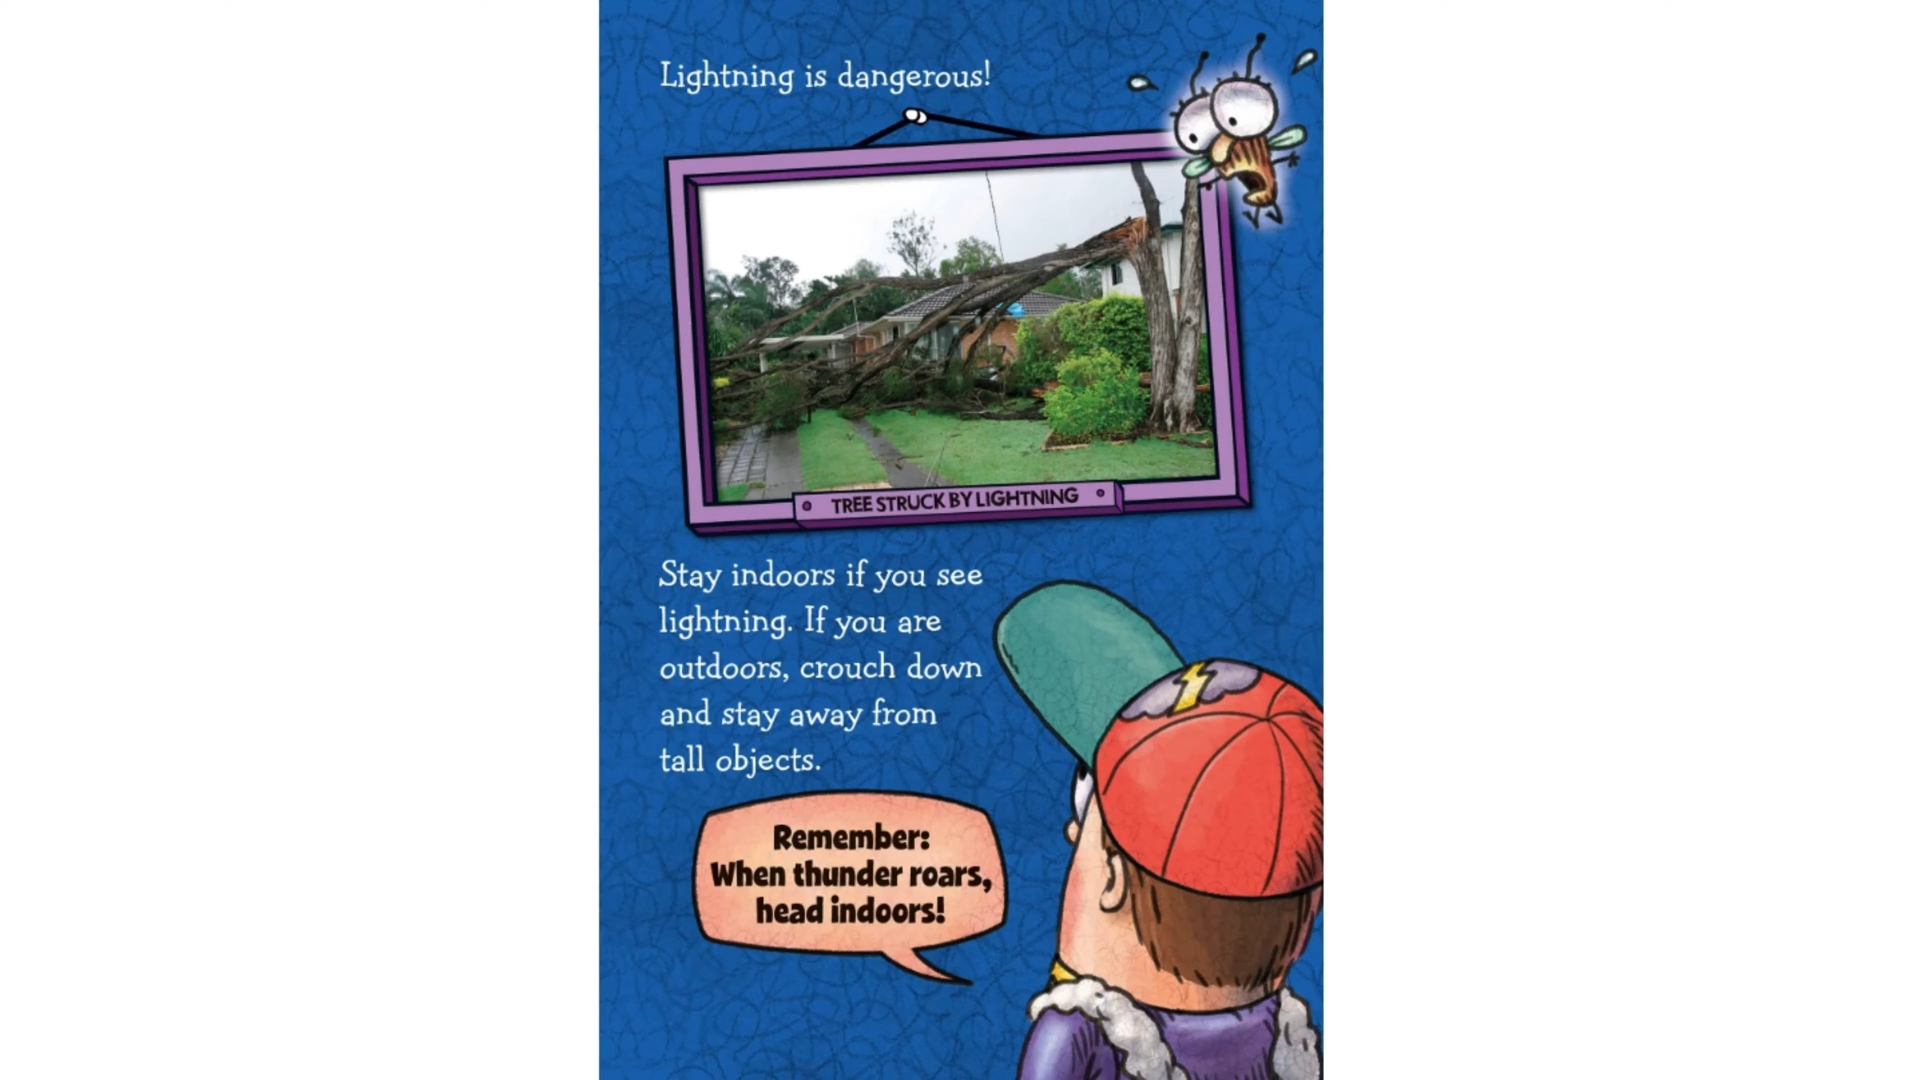 Lightning is dangerous!
TREE STRUCK BY LIGHTNING
Stay indoors if you see
lightning. If you are
outdoors, crouch down
and stay away from
tall objects.
Remember:
When thunder roars,
head indoors!